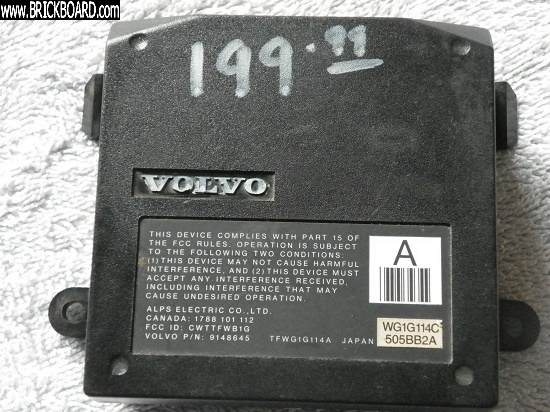 www.BRICKBOARD.com
199.99
VOLVO
THIS DEVICE COMPLIES WITH PART 15 OF
THE FCC RULES. OPERATION IS SUBJECT
TO THE FOLLOWING TWO CONDITIONS:
(1) THIS DEVICE MAY NOT CAUSE HARMFUL
INTERFERENCE, AND (2) THIS DEVICE MUST
ACCEPT ANY INTERFERENCE RECEIVED,
INCLUDING INTERFERENCE THAT MAY
CAUSE UNDESIRED OPERATION.
ALPS ELECTRIC CO.,LTD.
CANADA: 1788 101 112
FCC ID: CWTTFWB1G
VOLVO P/N: 9148645 TFWG1G114A JAPAN
A
WG1G114C
505BB2A